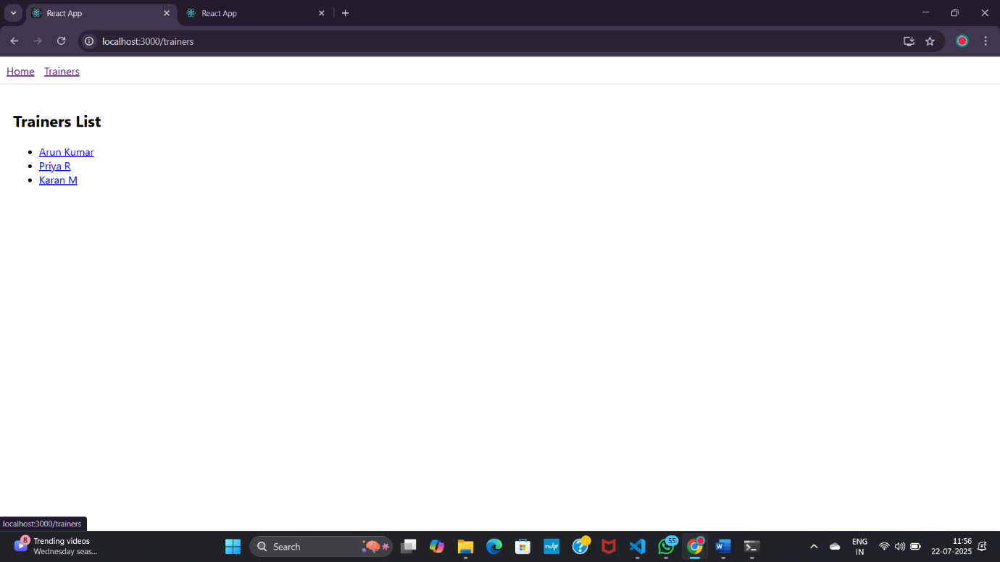 React App
React App
localhost:3000/trainers
Home Trainers
Trainers List
Arun Kumar
Priya R
Karan M
localhost:3000/trainers
8
Trending videos
Wednesday seas...
Search
myhp
55
ENG
IN
11:56
22-07-2025